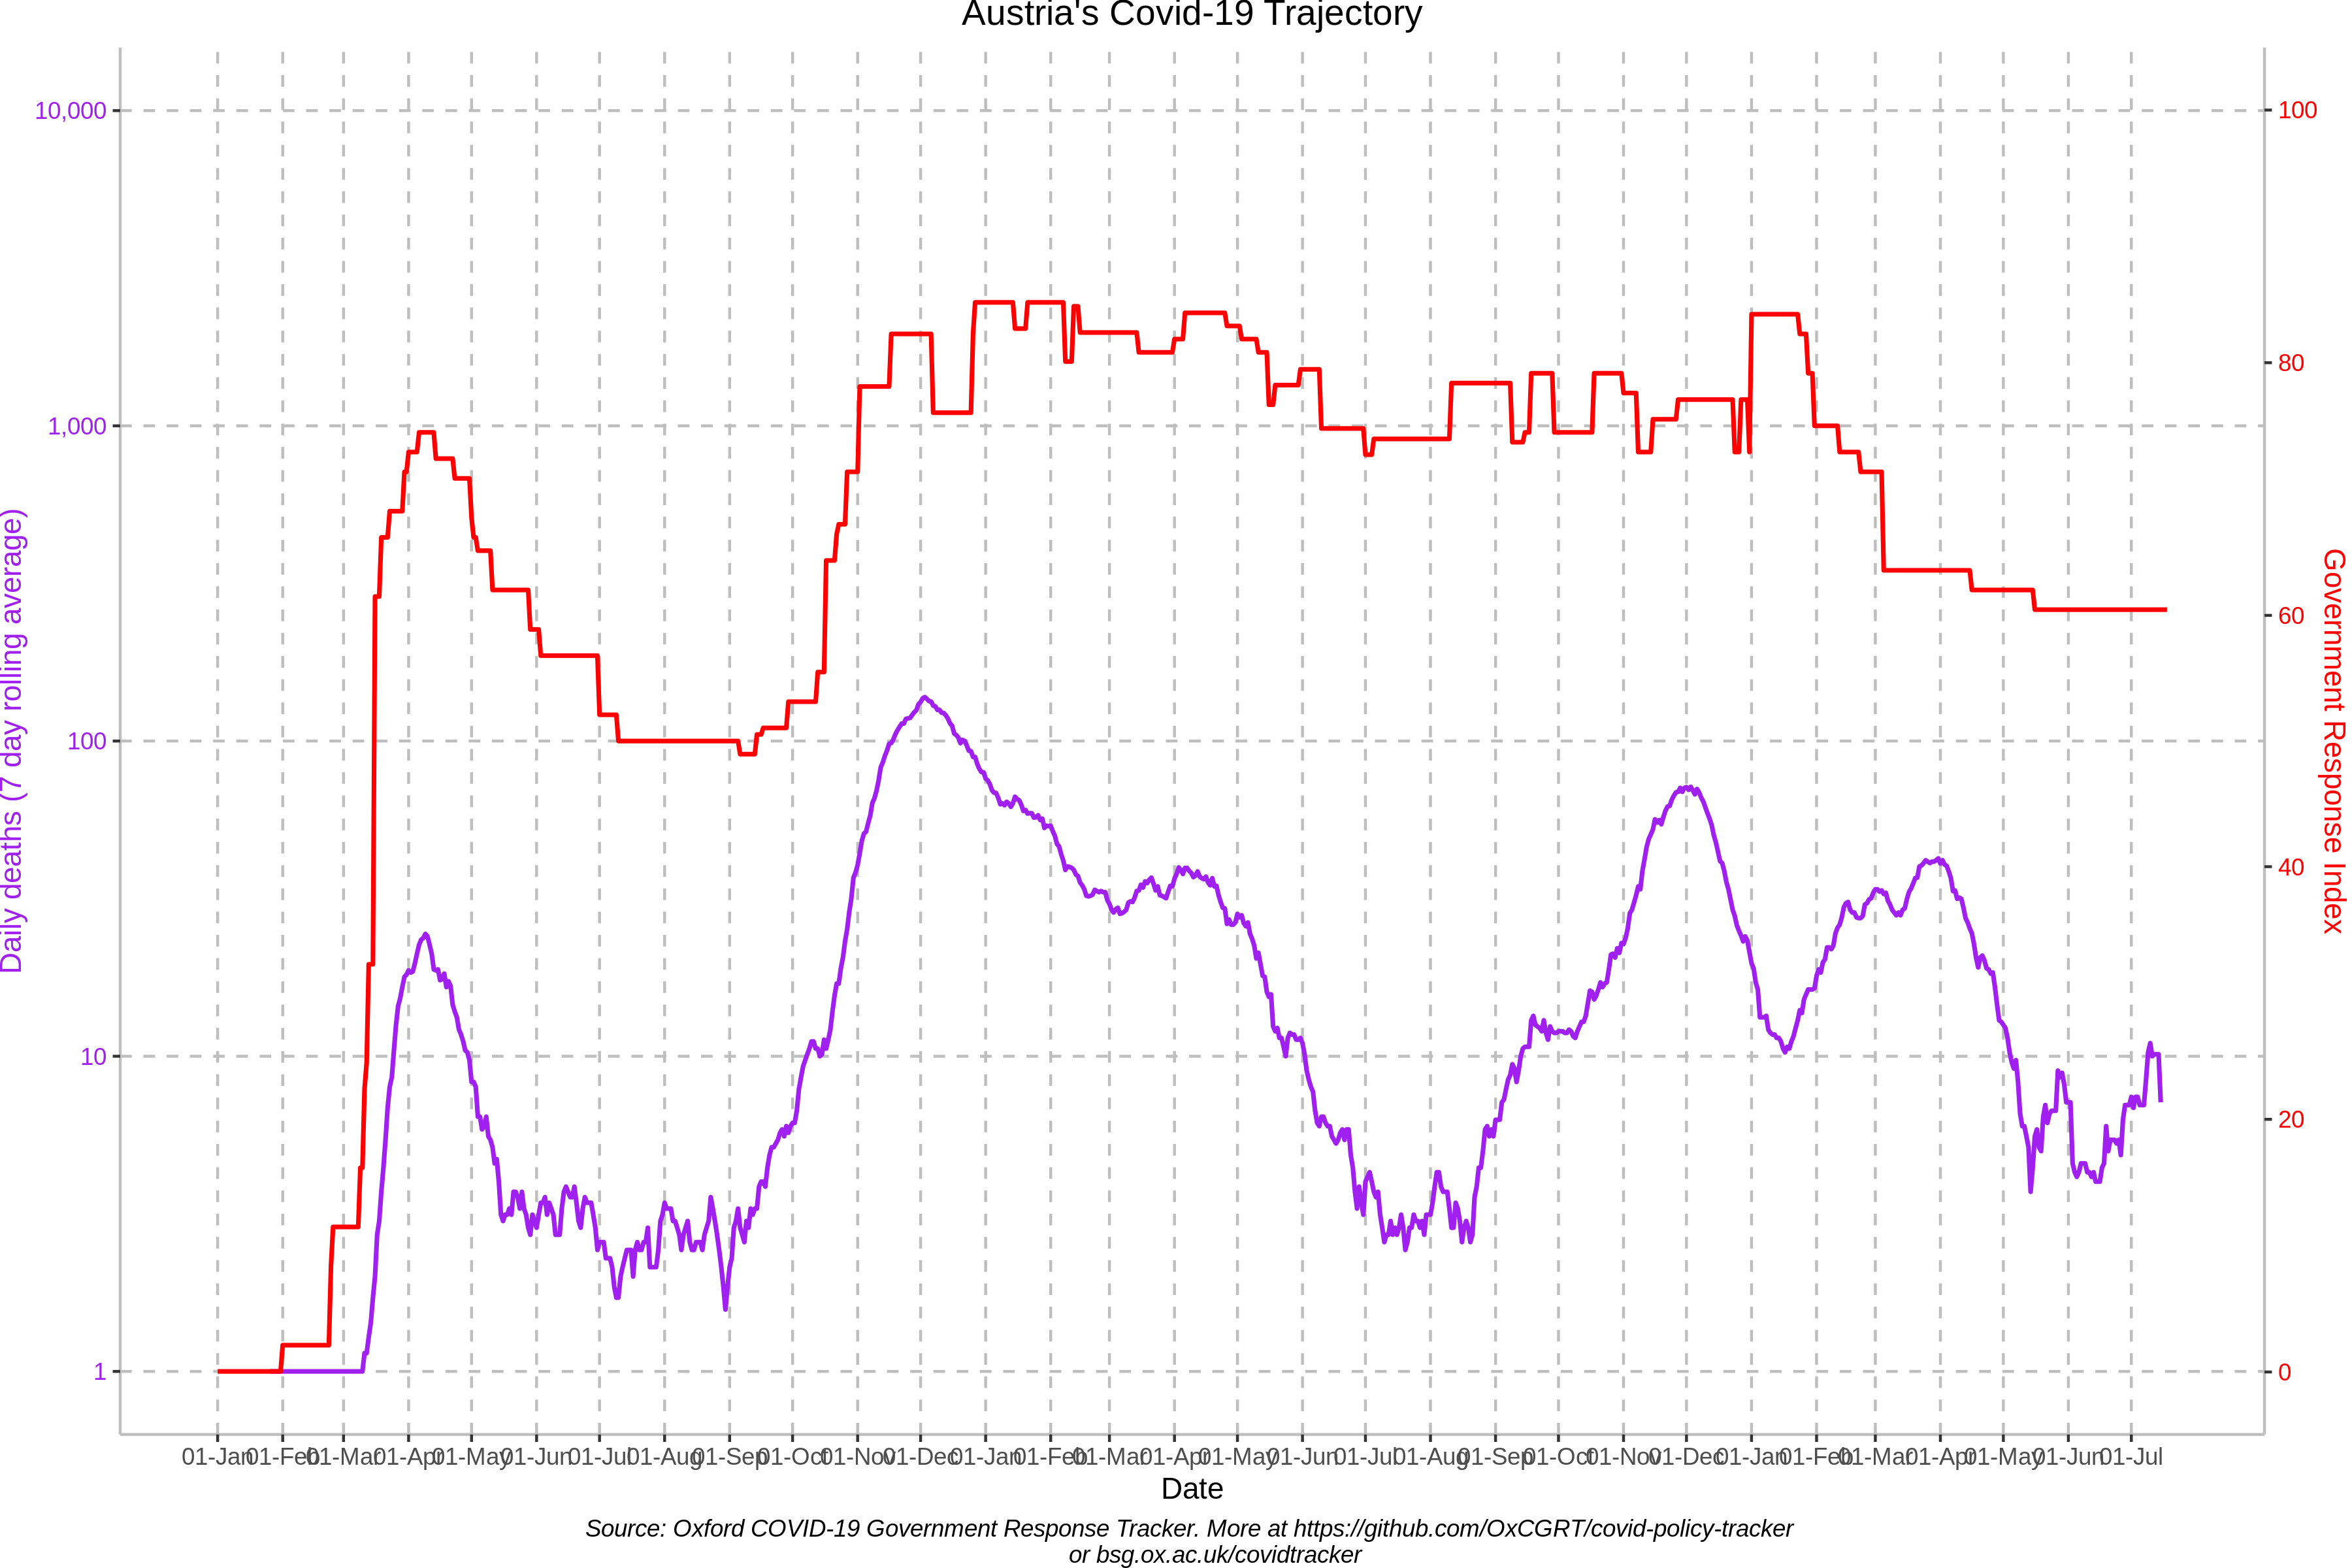 Austria's Covid-19 Trajectory
10,000
1,000
100
10
1
Daily deaths (7 day rolling average)
100
80
60
40
20
0
Government Response Index
01-Jan 01-Feb 01-Mar 01-Apr 01-May 01-Jun 01-Jul 01-Aug 01-Sep 01-Oct 01-Nov 01-Dec 01-Jan 01-Feb 01-Mar 01-Apr 01-May 01-Jun 01-Jul 01-Aug 01-Sep 01-Oct 01-Nov 01-Dec 01-Jan 01-Feb 01-Mar 01-Apr 01-May 01-Jun 01-Jul
Date
Source: Oxford COVID-19 Government Response Tracker. More at https://github.com/OxCGRT/covid-policy-tracker
or bsg.ox.ac.uk/covidtracker